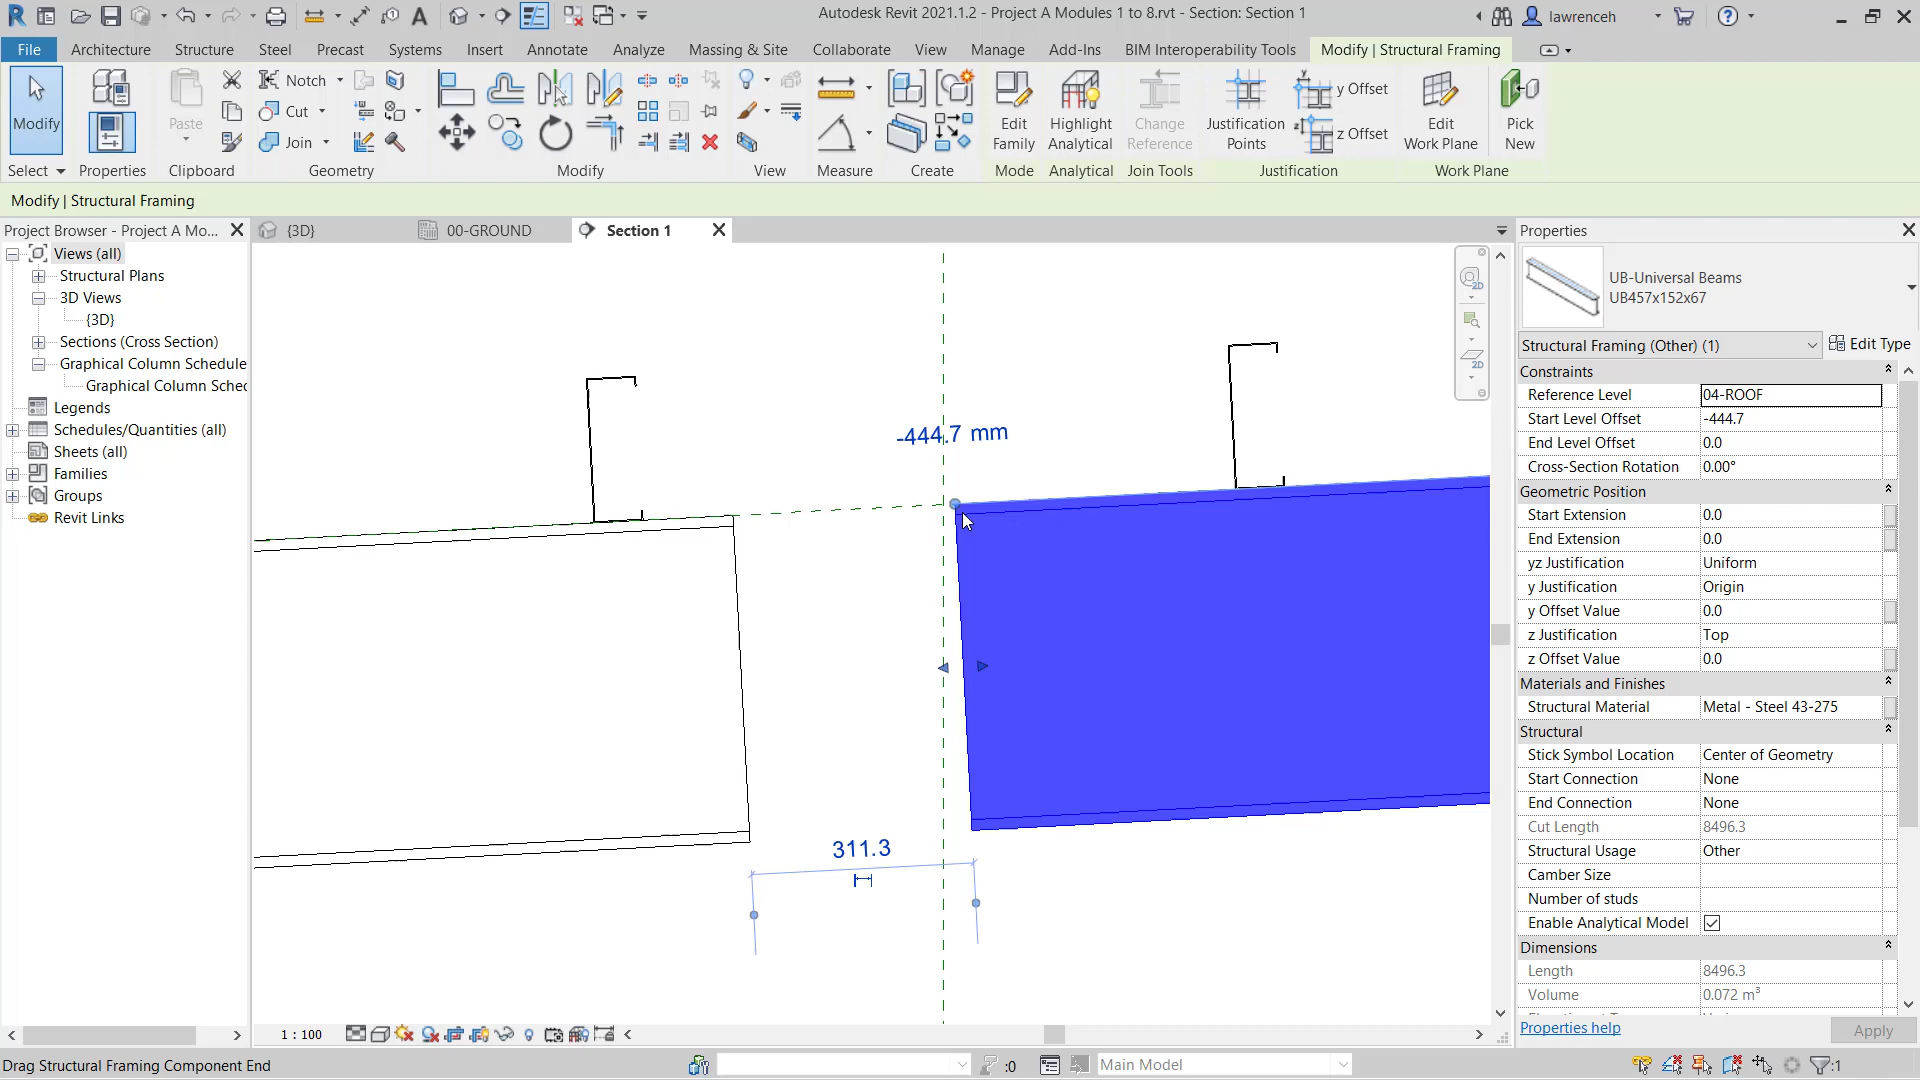 Autodesk Revit 2021.1.2 - Project A Modules 1 to 8.rvt - Section: Section 1
lawrenceh
File Architecture Structure Steel Precast Systems Insert Annotate Analyze Massing & Site Collaborate View Manage Add-Ins BIM Interoperability Tools Modify | Structural Framing
Modify
Paste
Notch
Cut
Join
Edit Family
Highlight Analytical
Change Reference
Justification Points
y Offset
z Offset
Edit Work Plane
Pick New
Select Properties Clipboard Geometry Modify View Measure Create Mode Analytical Join Tools Justification Work Plane
Modify | Structural Framing
Project Browser - Project A Mo...
Views (all)
Structural Plans
3D Views
{3D}
Sections (Cross Section)
Graphical Column Schedule
Graphical Column Sched
Legends
Schedules/Quantities (all)
Sheets (all)
Families
Groups
Revit Links
{3D} 00-GROUND Section 1
-444.7 mm
311.3
2D
2D
Properties
UB-Universal Beams
UB457x152x67
Structural Framing (Other) (1) Edit Type
Constraints
Reference Level 04-ROOF
Start Level Offset -444.7
End Level Offset 0.0
Cross-Section Rotation 0.00°
Geometric Position
Start Extension 0.0
End Extension 0.0
yz Justification Uniform
y Justification Origin
y Offset Value 0.0
z Justification Top
z Offset Value 0.0
Materials and Finishes
Structural Material Metal - Steel 43-275
Structural
Stick Symbol Location Center of Geometry
Start Connection None
End Connection None
Cut Length 8496.3
Structural Usage Other
Camber Size
Number of studs
Enable Analytical Model
Dimensions
Length 8496.3
Volume 0.072 m³
Properties help Apply
1 : 100
Drag Structural Framing Component End
:0
Main Model
:1